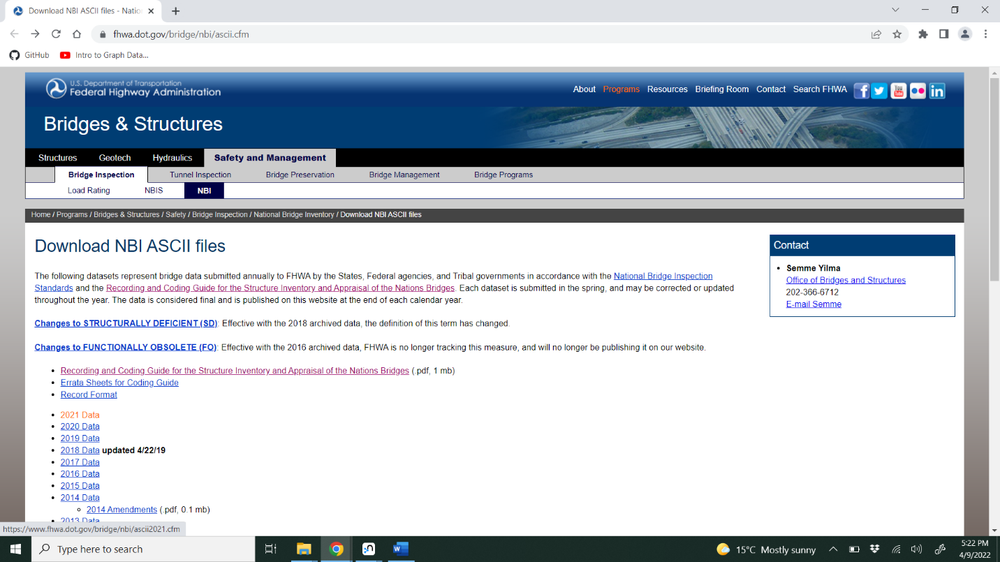 Download NBI ASCII files - Natio
fhwa.dot.gov/bridge/nbi/ascii.cfm
GitHub
Intro to Graph Data...
U.S. Department of Transportation
Federal Highway Administration
About Programs Resources Briefing Room Contact Search FHWA
Bridges & Structures
Structures Geotech Hydraulics Safety and Management
Bridge Inspection Tunnel Inspection Bridge Preservation Bridge Management Bridge Programs
Load Rating NBIS NBI
Home / Programs / Bridges & Structures / Safety / Bridge Inspection / National Bridge Inventory / Download NBI ASCII files
Download NBI ASCII files
The following datasets represent bridge data submitted annually to FHWA by the States, Federal agencies, and Tribal governments in accordance with the National Bridge Inspection
Standards and the Recording and Coding Guide for the Structure Inventory and Appraisal of the Nations Bridges. Each dataset is submitted in the spring, and may be corrected or updated
throughout the year. The data is considered final and is published on this website at the end of each calendar year.
Changes to STRUCTURALLY DEFICIENT (SD): Effective with the 2018 archived data, the definition of this term has changed.
Changes to FUNCTIONALLY OBSOLETE (FO): Effective with the 2016 archived data, FHWA is no longer tracking this measure, and will no longer be publishing it on our website.
• Recording and Coding Guide for the Structure Inventory and Appraisal of the Nations Bridges (.pdf, 1 mb)
• Errata Sheets for Coding Guide
• Record Format
• 2021 Data
• 2020 Data
• 2019 Data
• 2018 Data updated 4/22/19
• 2017 Data
• 2016 Data
• 2015 Data
• 2014 Data
◦ 2014 Amendments (.pdf, 0.1 mb)
• 2013 Data
Contact
• Semme Yilma
Office of Bridges and Structures
202-366-6712
E-mail Semme
https://www.fhwa.dot.gov/bridge/nbi/ascii2021.cfm
Type here to search
15°C Mostly sunny
5:22 PM
4/9/2022